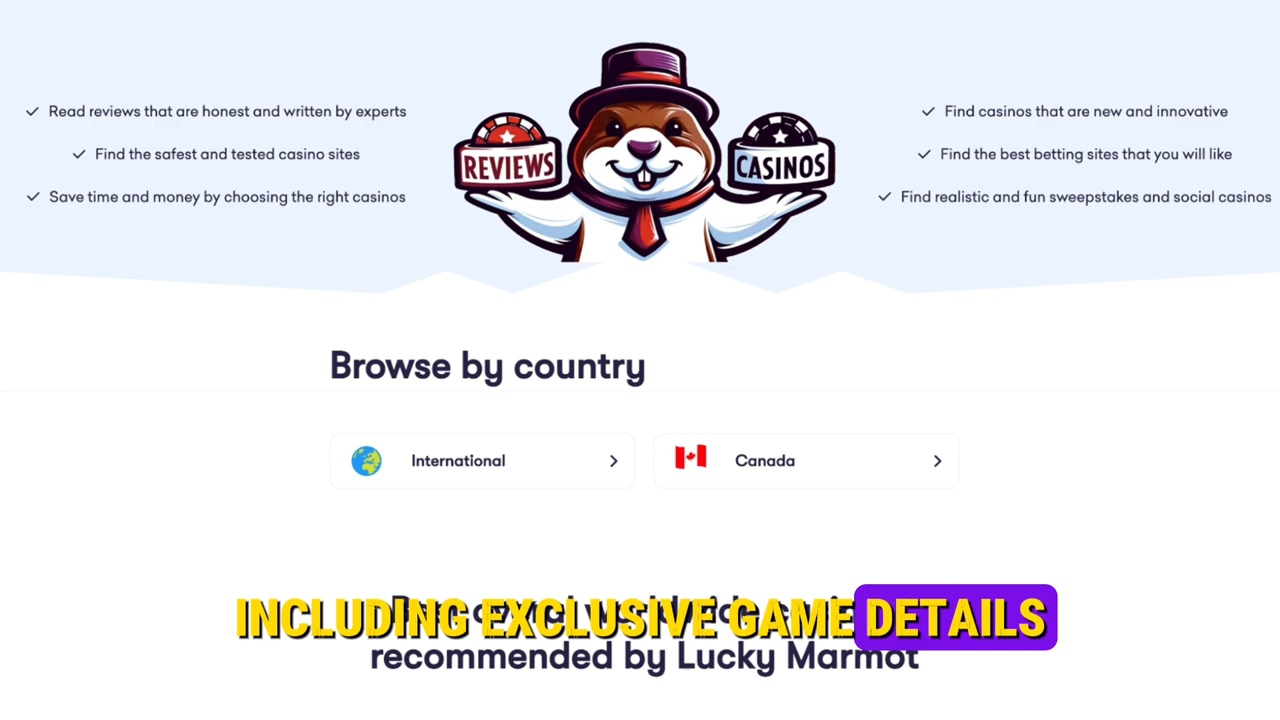 Read reviews that are honest and written by experts
Find the safest and tested casino sites
Save time and money by choosing the right casinos
REVIEWS
CASINOS
Find casinos that are new and innovative
Find the best betting sites that you will like
Find realistic and fun sweepstakes and social casinos
Browse by country
International
Canada
INCLUDING EXCLUSIVE GAME DETAILS
recommended by Lucky Marmot